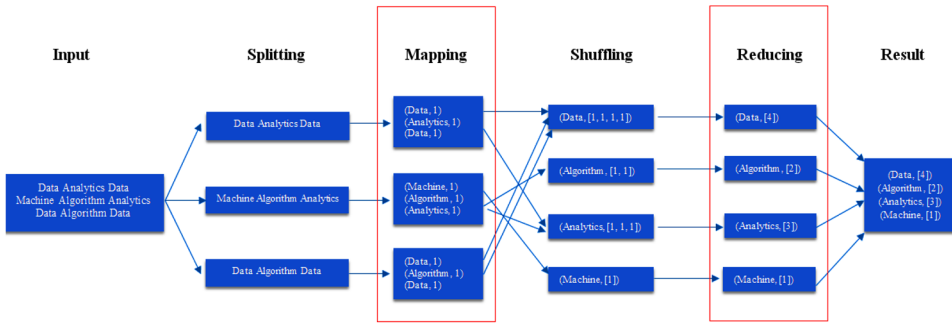 Input
Splitting
Mapping
Shuffling
Reducing
Result
Data Analytics Data
Machine Algorithm Analytics
Data Algorithm Data
Data Analytics Data
Machine Algorithm Analytics
Data Algorithm Data
(Data, 1)
(Analytics, 1)
(Data, 1)
(Machine, 1)
(Algorithm, 1)
(Analytics, 1)
(Data, 1)
(Algorithm, 1)
(Data, 1)
(Data, [1, 1, 1, 1])
(Algorithm, [1, 1])
(Analytics, [1, 1, 1])
(Machine, [1])
(Data, [4])
(Algorithm, [2])
(Analytics, [3])
(Machine, [1])
(Data, [4])
(Algorithm, [2])
(Analytics, [3])
(Machine, [1])